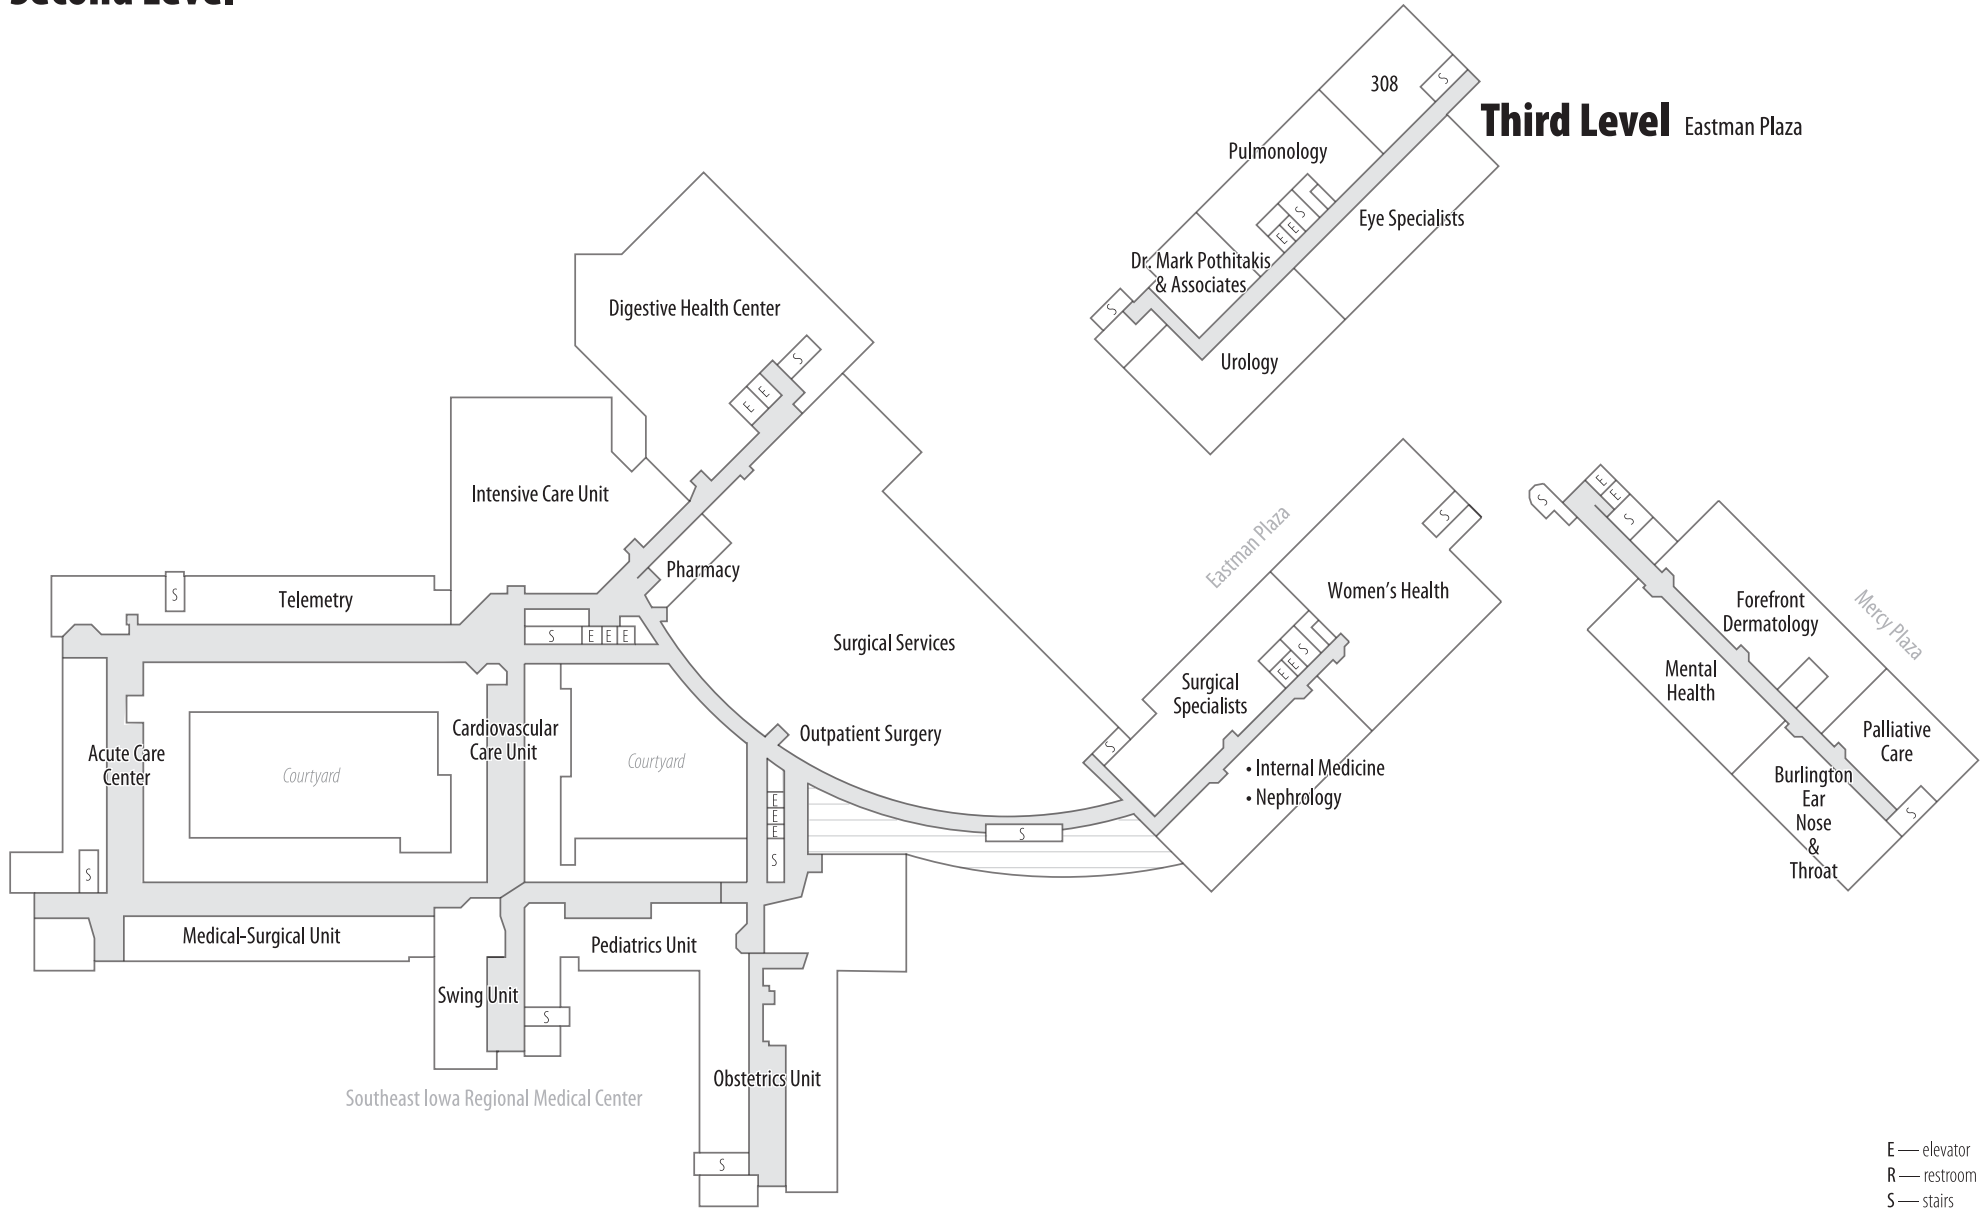 Second Level
308
S
Third Level Eastman Plaza
Pulmonology
S
E E
Eye Specialists
Dr. Mark Pothitakis
& Associates
S
Urology
Digestive Health Center
S
E E
Intensive Care Unit
Pharmacy
Telemetry
S
S E E E
Surgical Services
Acute Care
Center
Courtyard
Cardiovascular
Care Unit
Courtyard
Outpatient Surgery
E
E
E
S
S
S
Medical-Surgical Unit
Pediatrics Unit
Swing Unit
S
Obstetrics Unit
S
Southeast Iowa Regional Medical Center
Eastman Plaza
S
Women's Health
S
E E
Surgical
Specialists
S
• Internal Medicine
• Nephrology
S
E
E
S
Forefront
Dermatology
Mercy Plaza
Mental
Health
Palliative
Care
Burlington
Ear
Nose
&
Throat
S
E — elevator
R — restroom
S — stairs